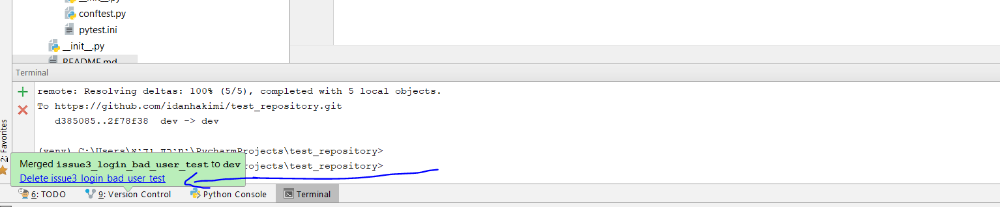 __init__.py
conftest.py
pytest.ini
__init__.py
README.md
Terminal
remote: Resolving deltas: 100% (5/5), completed with 5 local objects.
To https://github.com/idanhakimi/test_repository.git
d385085..2f78f38 dev -> dev
2: Favorites
(venv) C:\Users\ \PycharmProjects\test_repository>
Merged issue3_login_bad_user_test to dev
rojects\test_repository>
Delete issue3_login_bad_user_test
6: TODO
9: Version Control
Python Console
Terminal